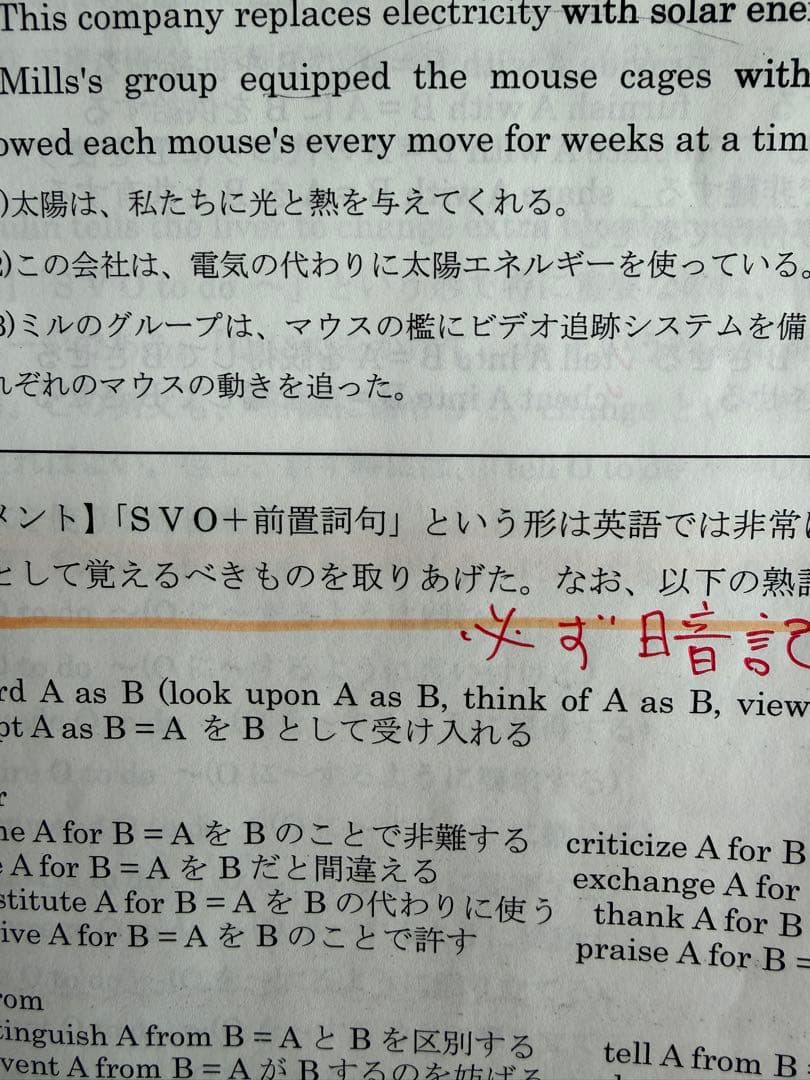 This company replaces electricity with solar ene
Mills's group equipped the mouse cages with
owed each mouse's every move for weeks at a tim
)太陽は、私たちに光と熱を与えてくれる。
2)この会社は、電気の代わりに太陽エネルギーを使っている。
3)ミルのグループは、マウスの檻にビデオ追跡システムを備
れぞれのマウスの動きを追った。
メント】「SVO＋前置詞句」という形は英語では非常に
として覚えるべきものを取りあげた。なお、以下の熟語
必ず暗記
rd A as B (look upon A as B, think of A as B, view
pt A as B = A を B として受け入れる
r
me A for B = A を B のことで非難する criticize A for B
e A for B = A を B だと間違える exchange A for
stitute A for B = A を B の代わりに使う thank A for B
ive A for B = A を B のことで許す praise A for B =
rom
tinguish A from B = A と B を区別する tell A from B
vent A from B = A が B するのを妨げる